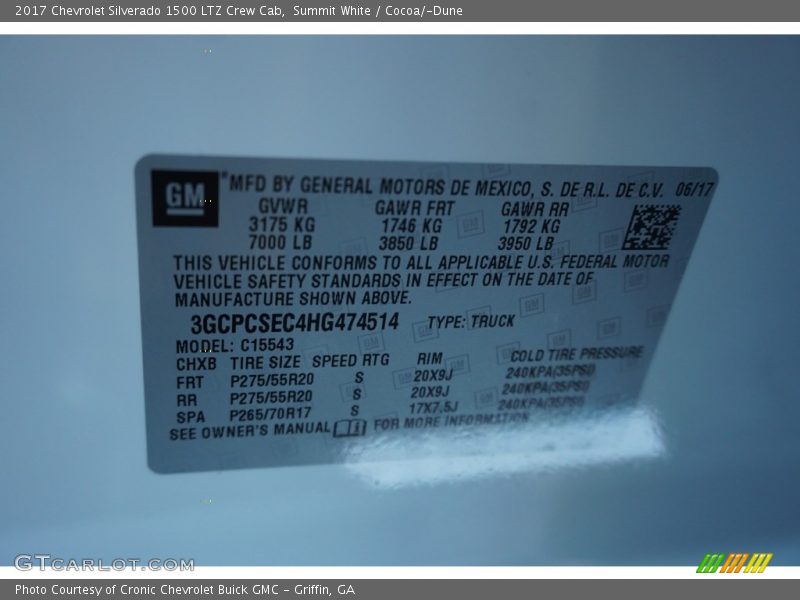 2017 Chevrolet Silverado 1500 LTZ Crew Cab,  Summit White / Cocoa/-Dune
GM
*MFD BY GENERAL MOTORS DE MEXICO, S. DE R.L. DE C.V. 06/17
GVWR GAWR FRT GAWR RR
3175 KG 1746 KG 1792 KG
7000 LB 3850 LB 3950 LB
THIS VEHICLE CONFORMS TO ALL APPLICABLE U.S. FEDERAL MOTOR
VEHICLE SAFETY STANDARDS IN EFFECT ON THE DATE OF
MANUFACTURE SHOWN ABOVE.
3GCPCSEC4HG474514 TYPE: TRUCK
MODEL: C15543
CHXB TIRE SIZE SPEED RTG RIM COLD TIRE PRESSURE
FRT P275/55R20 S 20X9J 240KPA(35PSI)
RR P275/55R20 S 20X9J 240KPA(35PSI)
SPA P265/70R17 S 17X7.5J 240KPA(35PSI)
SEE OWNER'S MANUAL FOR MORE INFORMATION
GTCARLOT.COM
Photo Courtesy of Cronic Chevrolet Buick GMC - Griffin, GA